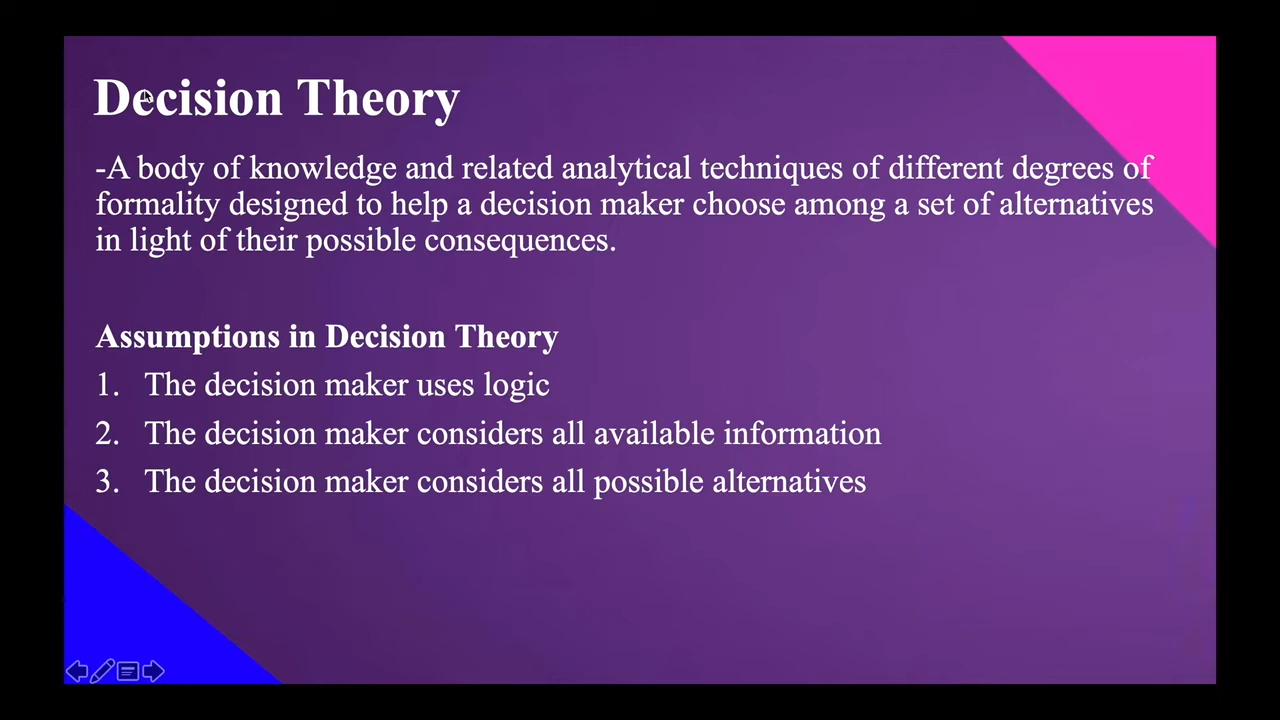 Decision Theory
-A body of knowledge and related analytical techniques of different degrees of
formality designed to help a decision maker choose among a set of alternatives
in light of their possible consequences.
Assumptions in Decision Theory
1. The decision maker uses logic
2. The decision maker considers all available information
3. The decision maker considers all possible alternatives